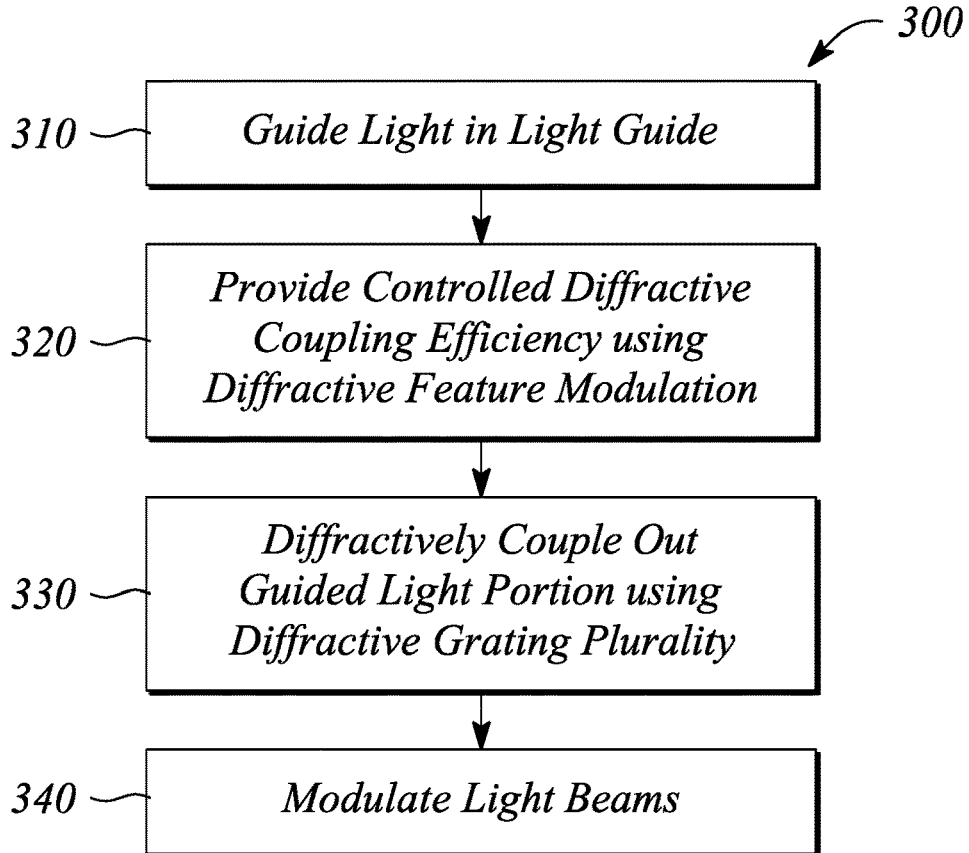 300
310
Guide Light in Light Guide
320
Provide Controlled Diffractive
Coupling Efficiency using
Diffractive Feature Modulation
330
Diffractively Couple Out
Guided Light Portion using
Diffractive Grating Plurality
340
Modulate Light Beams